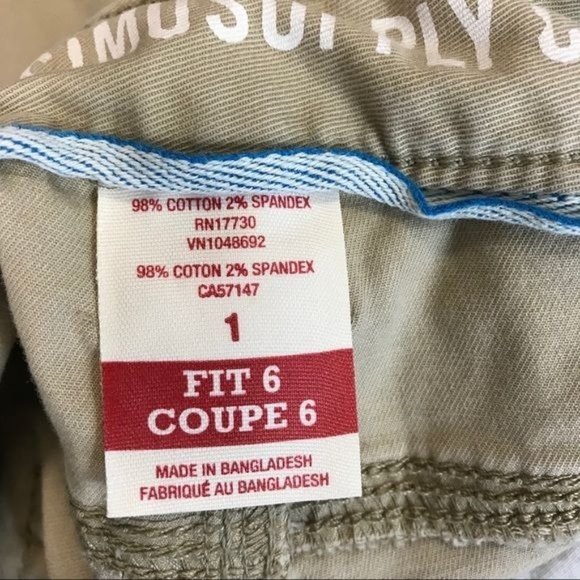 SUPPLY
98% COTTON 2% SPANDEX
RN17730
VN1048692
98% COTON 2% SPANDEX
CA57147
1
FIT 6
COUPE 6
MADE IN BANGLADESH
FABRIQUÉ AU BANGLADESH